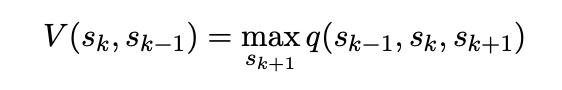 V(s_k, s_{k−1}) = max_{s_{k+1}} q(s_{k−1}, s_k, s_{k+1})